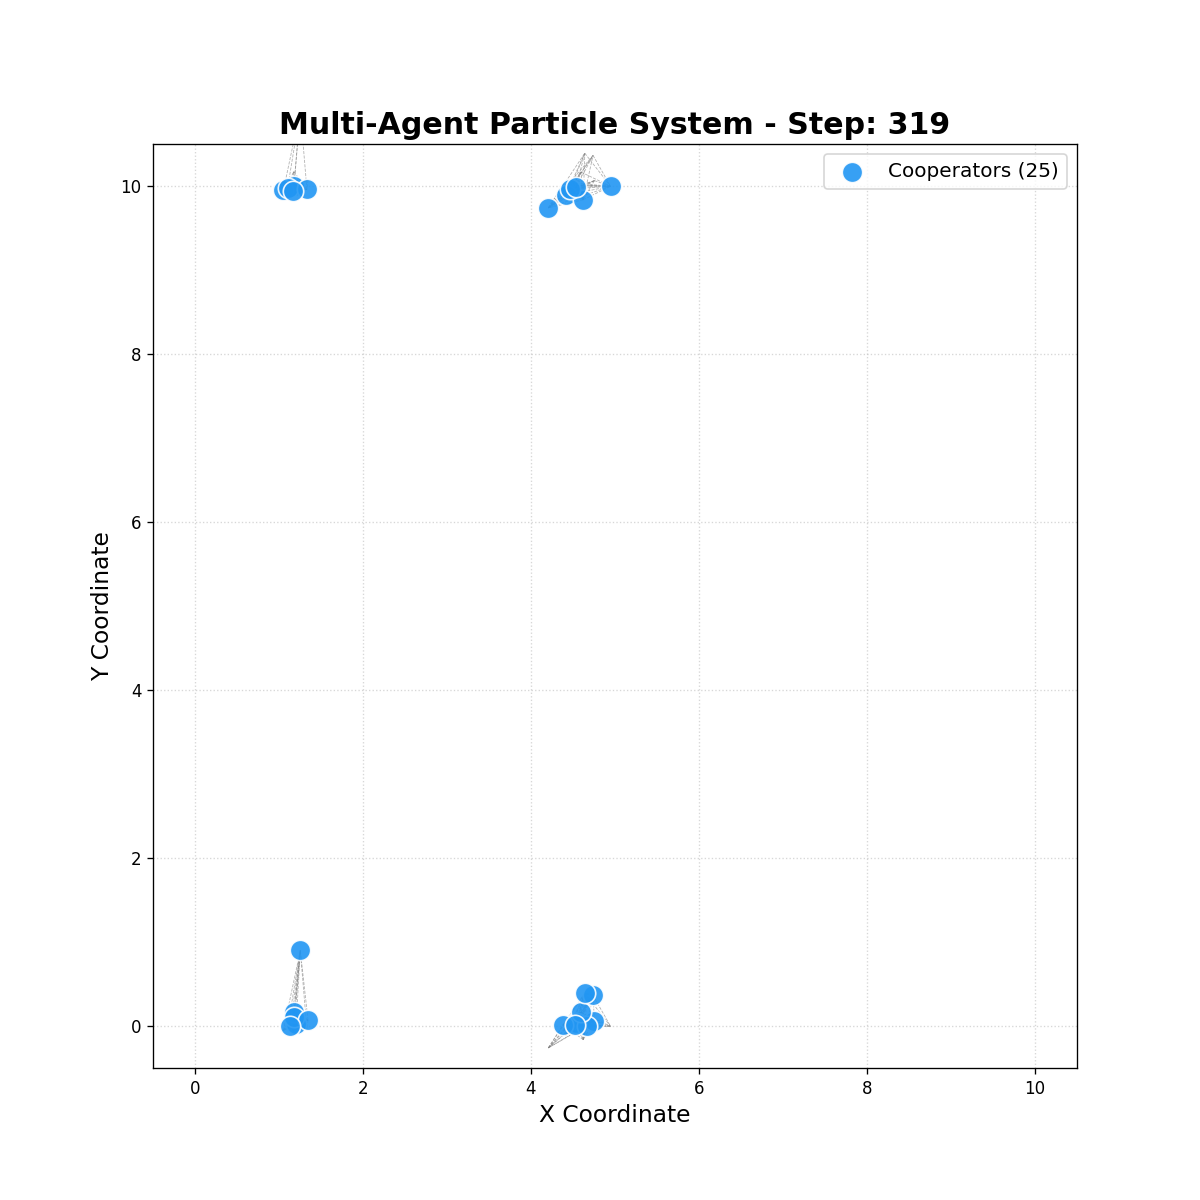 Multi-Agent Particle System - Step: 319
Cooperators (25)
10
8
6
4
2
0
Y Coordinate
0 2 4 6 8 10
X Coordinate